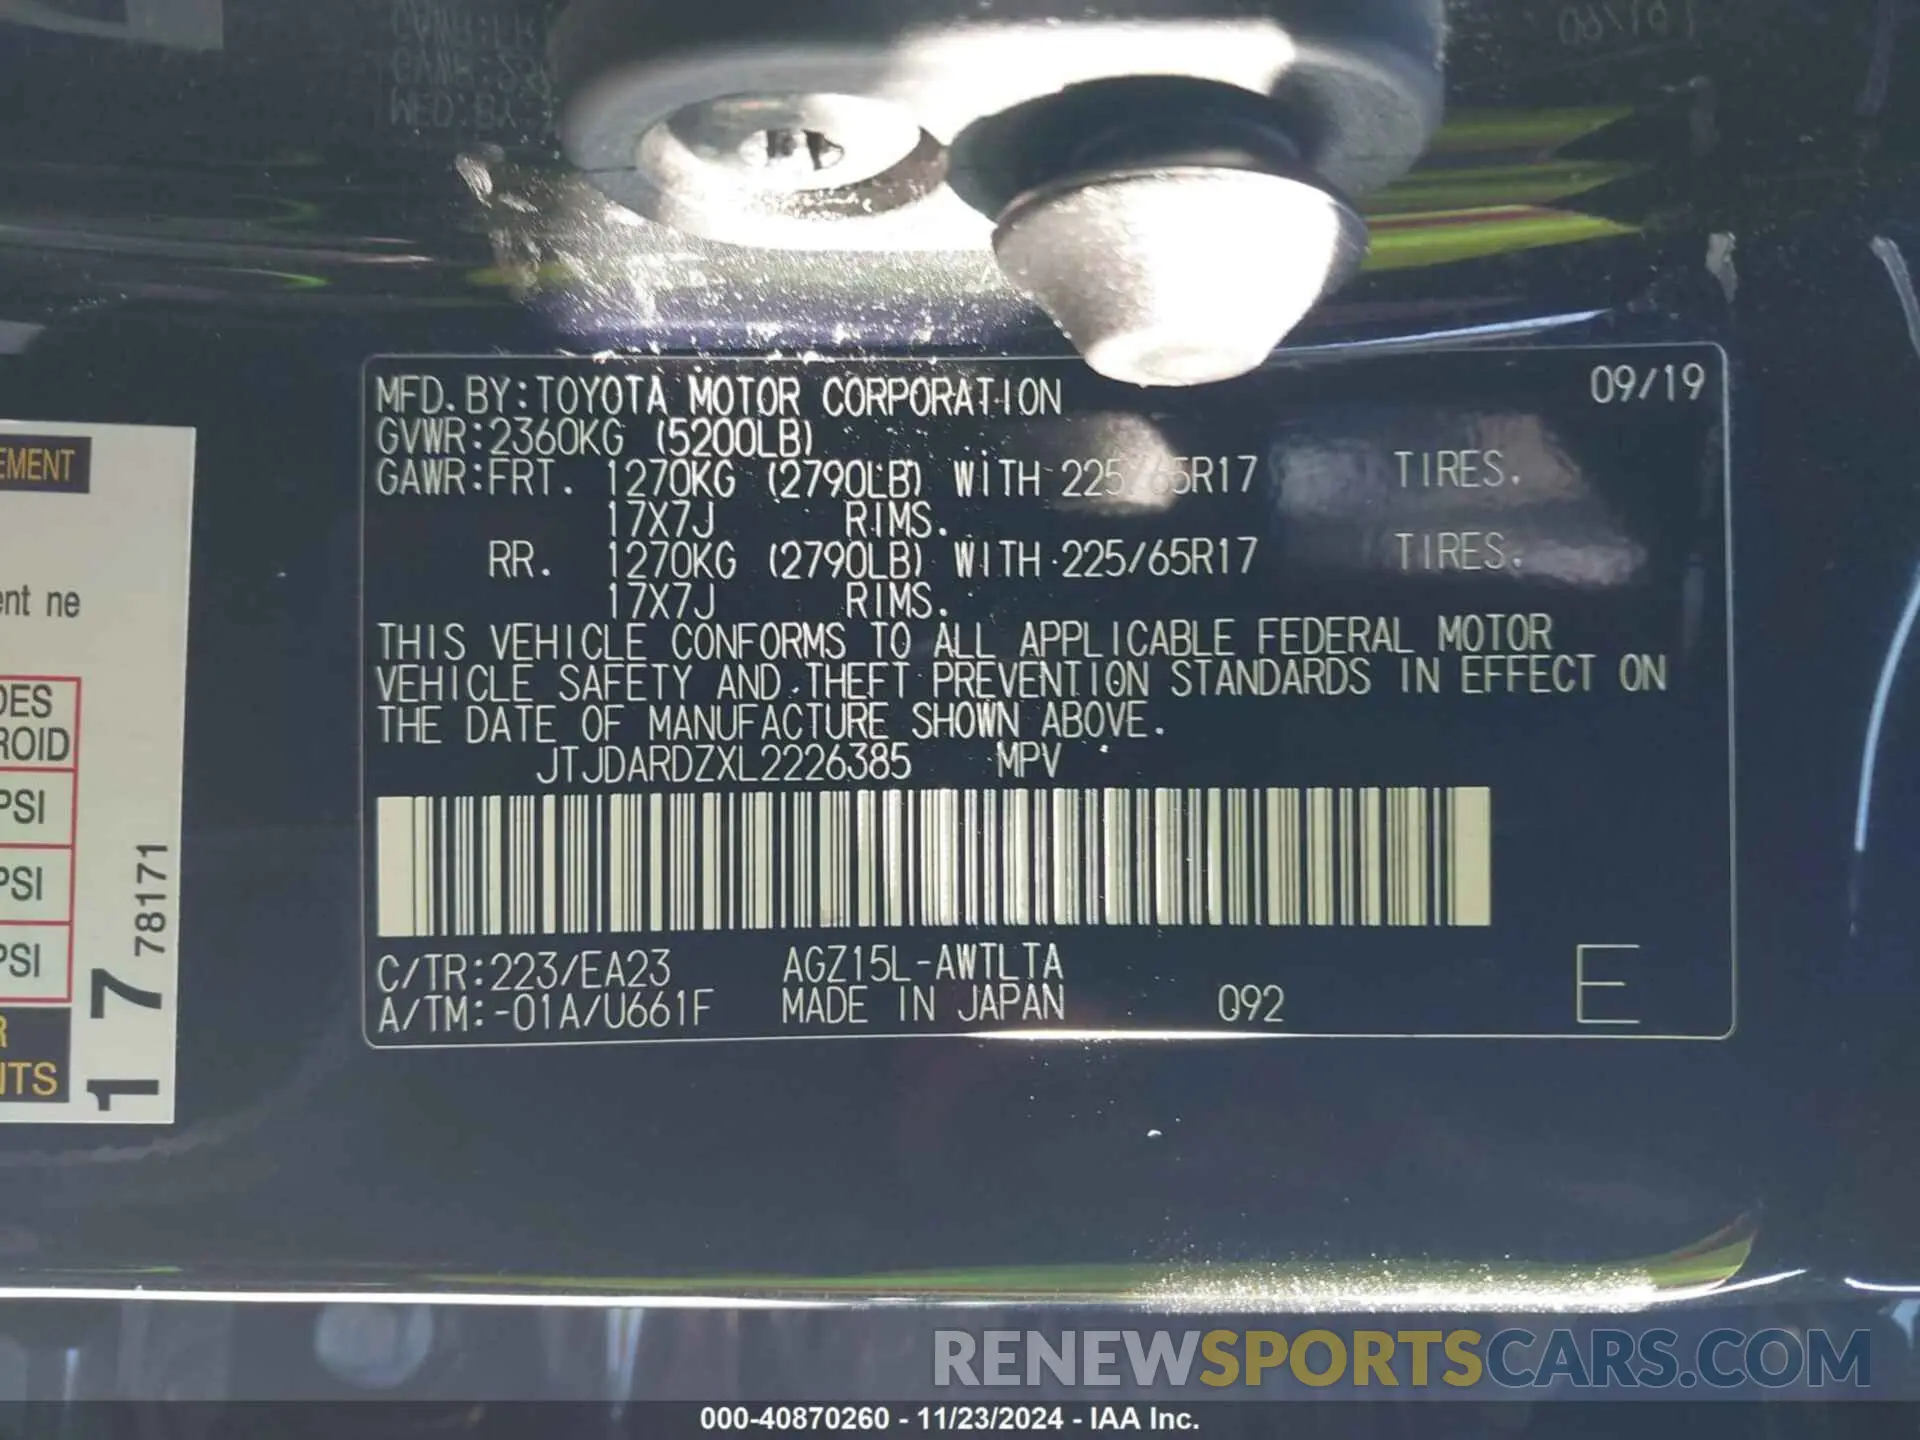 MFD.BY:TOYOTA MOTOR CORPORATION 09/19
GVWR:2360KG (5200LB)
GAWR:FRT. 1270KG (2790LB) WITH 225/65R17 TIRES.
17X7J RIMS.
RR. 1270KG (2790LB) WITH 225/65R17 TIRES.
17X7J RIMS.
THIS VEHICLE CONFORMS TO ALL APPLICABLE FEDERAL MOTOR
VEHICLE SAFETY AND THEFT PREVENTION STANDARDS IN EFFECT ON
THE DATE OF MANUFACTURE SHOWN ABOVE.
JTJDARDZXL2226385 MPV
C/TR:223/EA23 AGZ15L-AWTLTA
A/TM:-01A/U661F MADE IN JAPAN Q92 E
EMENT
ent ne
DES
ROID
PSI
PSI
PSI
R
NTS
17 78171
RENEWSPORTSCARS.COM
000-40870260 - 11/23/2024 - IAA Inc.